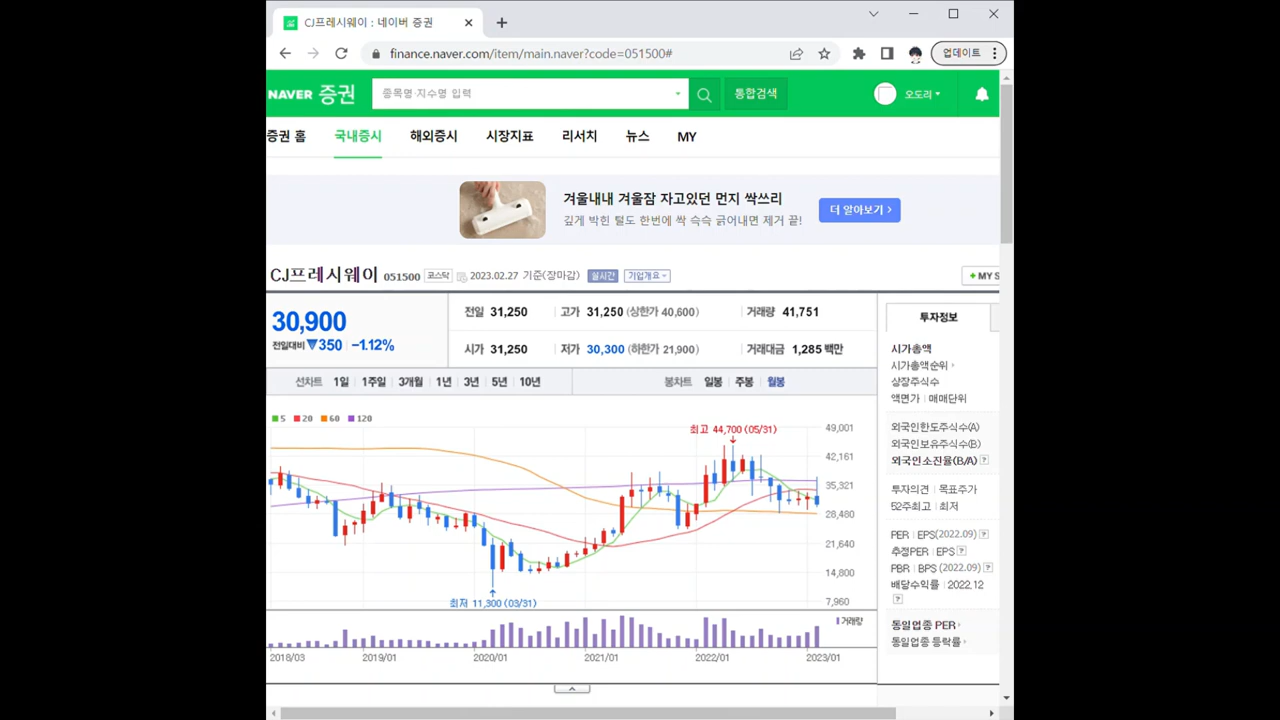 CJ프레시웨이 : 네이버 증권
finance.naver.com/item/main.naver?code=051500#
업데이트
NAVER 증권
종목명·지수명 입력
통합검색
오도리
증권 홈 국내증시 해외증시 시장지표 리서치 뉴스 MY
겨울내내 겨울잠 자고있던 먼지 싹쓰리
깊게 박힌 털도 한번에 싹 슥슥 긁어내면 제거 끝!
더 알아보기
CJ프레시웨이 051500 코스닥 2023.02.27 기준(장마감) 실시간 기업개요
+ MY S
30,900
전일대비 ▼350 -1.12%
전일 31,250 고가 31,250 (상한가 40,600) 거래량 41,751
시가 31,250 저가 30,300 (하한가 21,900) 거래대금 1,285 백만
선차트 1일 1주일 3개월 1년 3년 5년 10년
봉차트 일봉 주봉 월봉
5 20 60 120
최고 44,700 (05/31)
49,001
42,161
35,321
28,480
21,640
14,800
7,960
최저 11,300 (03/31)
거래량
2018/03 2019/01 2020/01 2021/01 2022/01 2023/01
투자정보
시가총액
시가총액순위
상장주식수
액면가 매매단위
외국인한도주식수(A)
외국인보유주식수(B)
외국인소진율(B/A) ?
투자의견 목표주가
52주최고 최저
PER EPS(2022.09) ?
추정PER EPS ?
PBR BPS (2022.09) ?
배당수익률 2022.12
?
동일업종 PER
동일업종 등락률